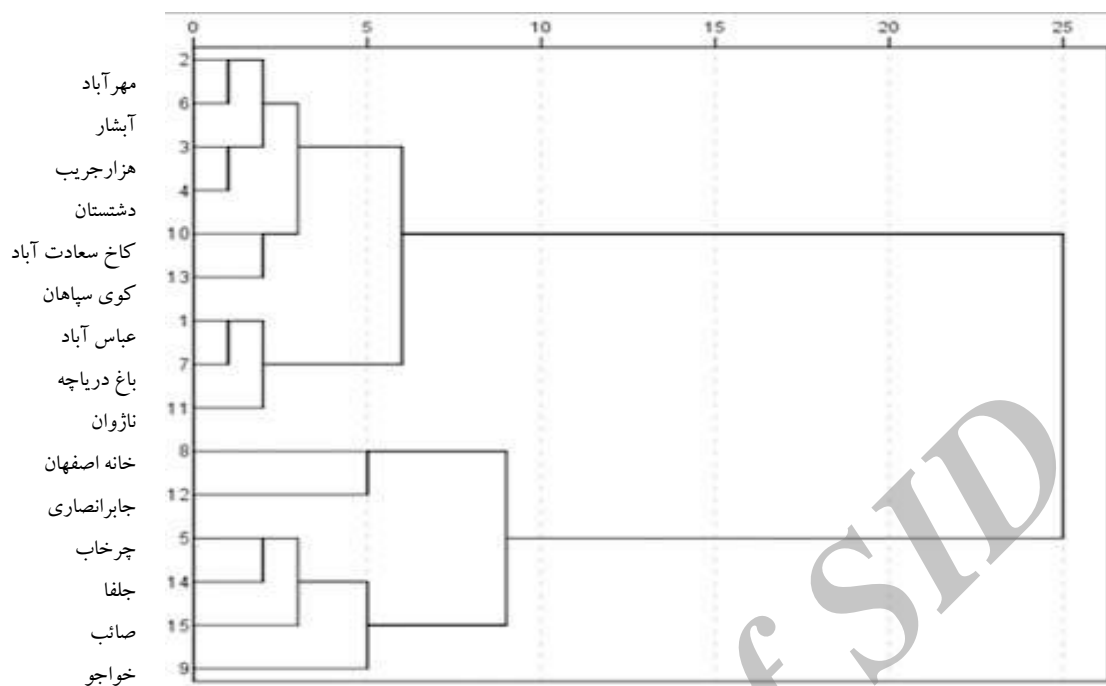 0 5 10 15 20 25
2
مهرآباد
6
آبشار
3
هزارجریب
4
دشتستان
10
کاخ سعادت آباد
13
کوی سپاهان
1
عباس آباد
7
باغ دریاچه
11
ناژوان
8
خانه اصفهان
12
جابرانصاری
5
چرخاب
14
جلفا
15
صائب
9
خواجو
f SID